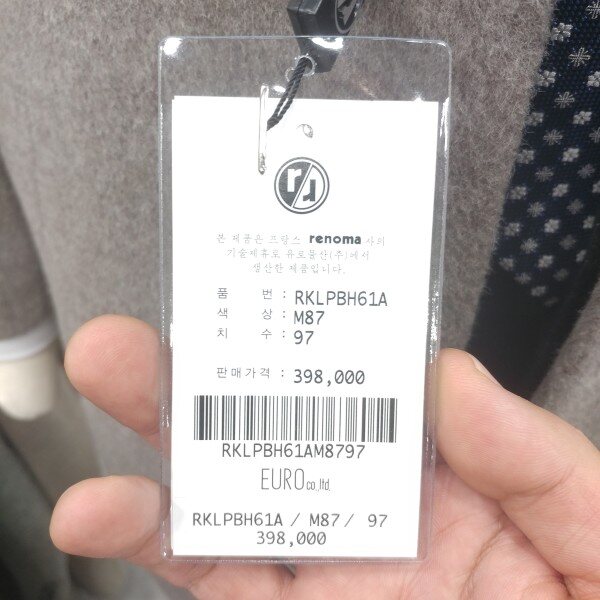 본 제품은 프랑스 renoma 사의
기술제휴로 유로물산(주)에서
생산한 제품입니다.
품 번 : RKLPBH61A
색 상 : M87
치 수 : 97
판매가격 : 398,000
RKLPBH61AM8797
EURO co.,ltd.
RKLPBH61A / M87 / 97
398,000